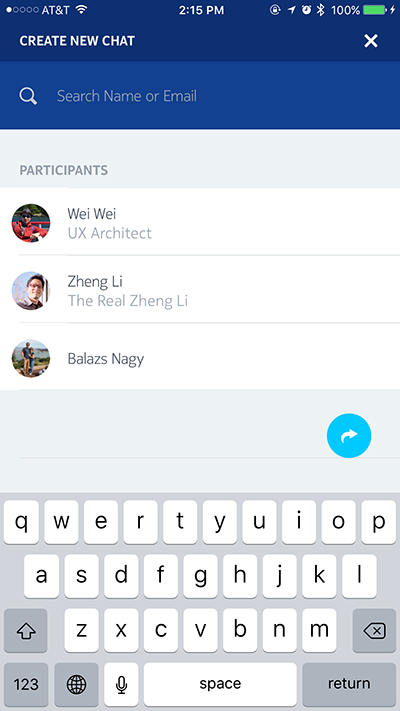 AT&T 2:15 PM 100%
CREATE NEW CHAT
Search Name or Email
PARTICIPANTS
Wei Wei
UX Architect
Zheng Li
The Real Zheng Li
Balazs Nagy
q w e r t y u i o p
a s d f g h j k l
z x c v b n m
123 space return